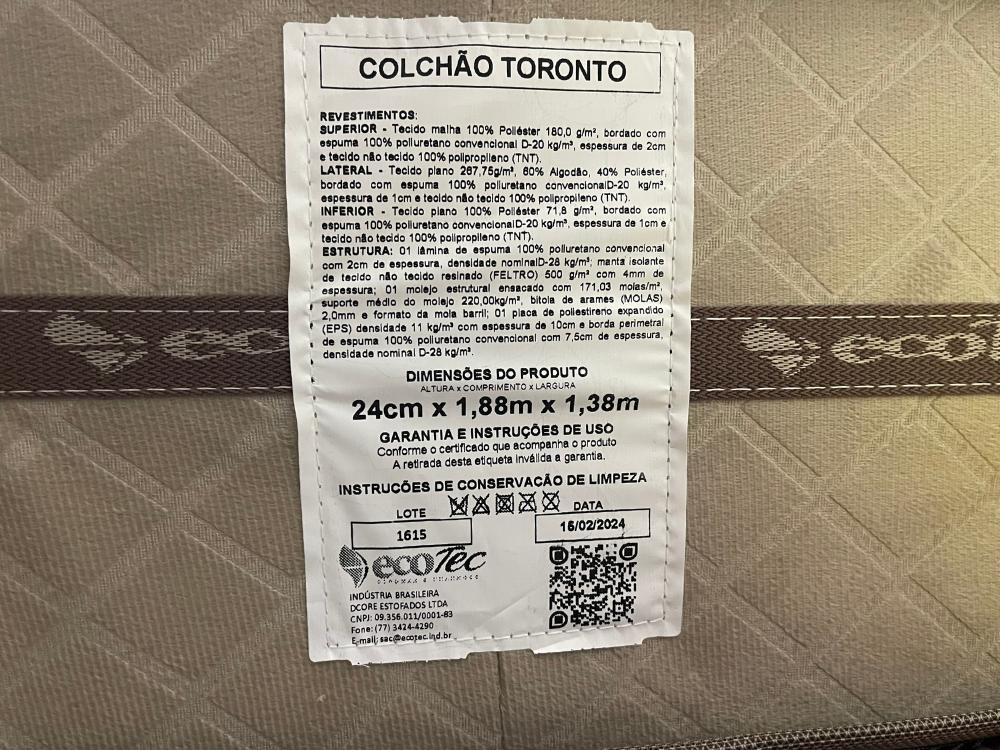 COLCHÃO TORONTO
REVESTIMENTOS:
SUPERIOR - Tecido malha 100% Poliéster 180,0 g/m², bordado com
espuma 100% poliuretano convencional D-20 kg/m³, espessura de 2cm
e tecido não tecido 100% polipropileno (TNT).
LATERAL - Tecido plano 267,75g/m², 60% Algodão, 40% Poliéster,
bordado com espuma 100% poliuretano convencionalD-20 kg/m³,
espessura de 1cm e tecido não tecido 100% polipropileno (TNT).
INFERIOR - Tecido plano 100% Poliéster 71,8 g/m², bordado com
espuma 100% poliuretano convencionalD-20 kg/m³, espessura de 1cm e
tecido não tecido 100% polipropileno (TNT).
ESTRUTURA: 01 lâmina de espuma 100% poliuretano convencional
com 2cm de espessura, densidade nominalD-28 kg/m³; manta isolante
de tecido não tecido resinado (FELTRO) 500 g/m² com 4mm de
espessura; 01 molejo estrutural ensacado com 171,03 molas/m²,
suporte médio do molejo 220,00kg/m², bitola de arames (MOLAS)
2,0mm e formato da mola barril; 01 placa de poliestireno expandido
(EPS) densidade 11 kg/m³ com espessura de 10cm e borda perimetral
de espuma 100% poliuretano convencional com 7,5cm de espessura,
densidade nominal D-28 kg/m³.
DIMENSÕES DO PRODUTO
ALTURA x COMPRIMENTO x LARGURA
24cm x 1,88m x 1,38m
GARANTIA E INSTRUÇÕES DE USO
Conforme o certificado que acompanha o produto
A retirada desta etiqueta inválida a garantia.
INSTRUÇÕES DE CONSERVAÇÃO DE LIMPEZA
LOTE DATA
1615 16/02/2024
ecoTêc
INDÚSTRIA BRASILEIRA
DCORE ESTOFADOS LTDA
CNPJ: 09.356.011/0001-83
Fone: (77) 3424-4290
E-mail: sac@ecotec.ind.br
eco
eco